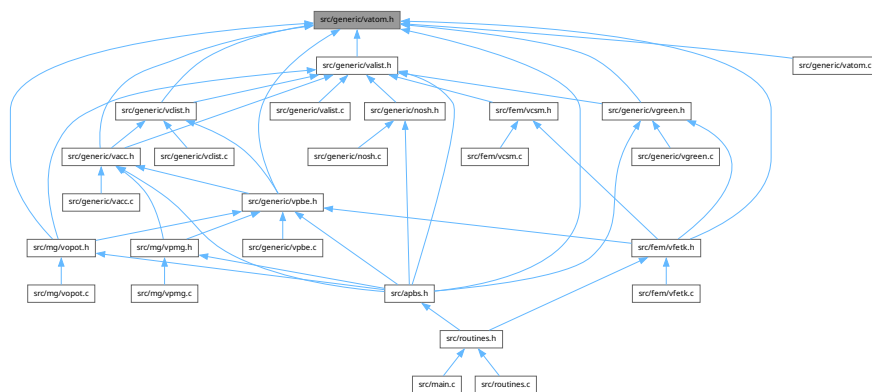 src/generic/vatom.h
src/generic/valist.h
src/generic/vatom.c
src/generic/vclist.h
src/generic/valist.c
src/generic/nosh.h
src/fem/vcsm.h
src/generic/vgreen.h
src/generic/vacc.h
src/generic/vclist.c
src/generic/nosh.c
src/fem/vcsm.c
src/generic/vgreen.c
src/generic/vacc.c
src/generic/vpbe.h
src/mg/vopot.h
src/mg/vpmg.h
src/generic/vpbe.c
src/fem/vfetk.h
src/mg/vopot.c
src/mg/vpmg.c
src/apbs.h
src/fem/vfetk.c
src/routines.h
src/main.c
src/routines.c